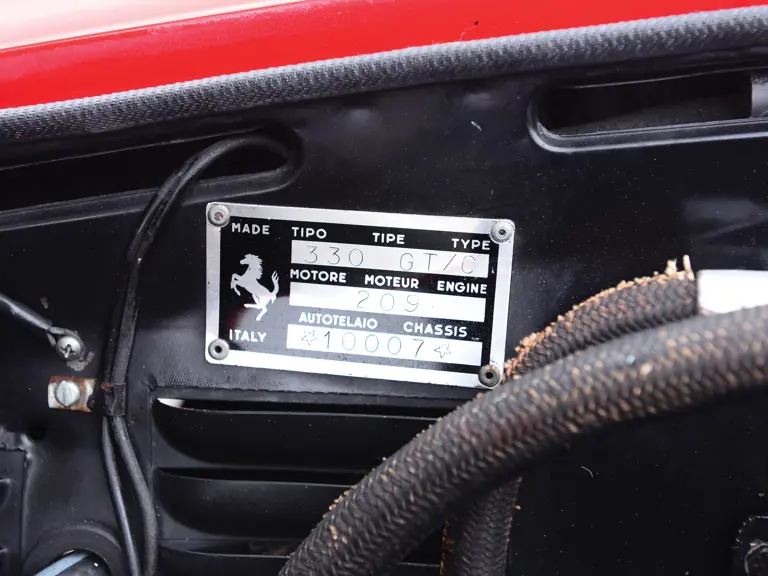 MADE TIPO TIPE TYPE
330 GT/C
MOTORE MOTEUR ENGINE
209
AUTOTELAIO CHASSIS
ITALY ☆10007☆